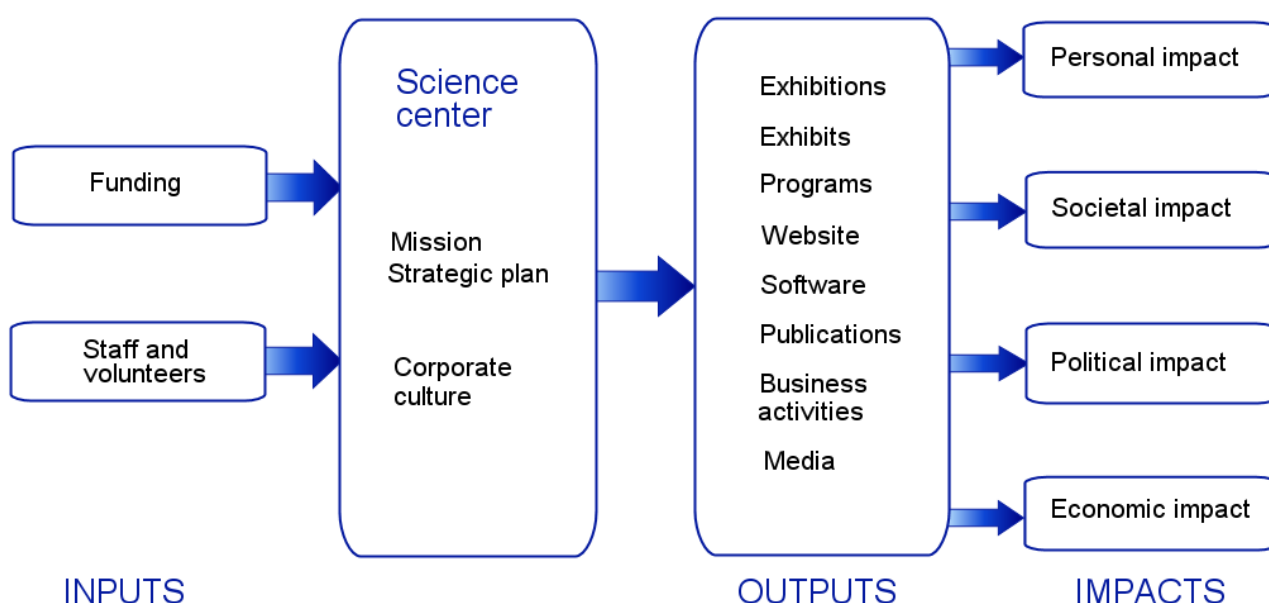 Funding
Staff and
volunteers
Science
center
Mission
Strategic plan
Corporate
culture
Exhibitions
Exhibits
Programs
Website
Software
Publications
Business
activities
Media
Personal impact
Societal impact
Political impact
Economic impact
INPUTS
OUTPUTS
IMPACTS